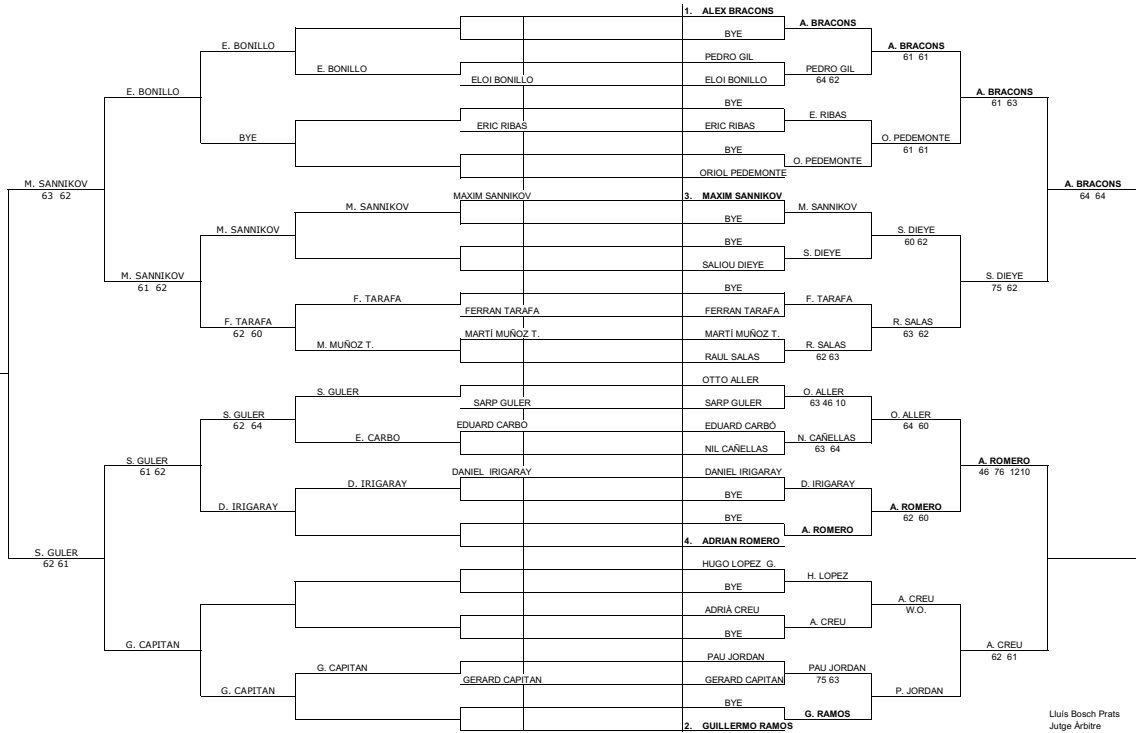 1. ALEX BRACONS
A. BRACONS
BYE
E. BONILLO
A. BRACONS
61 61
PEDRO GIL
E. BONILLO
PEDRO GIL
64 62
ELOI BONILLO
ELOI BONILLO
E. BONILLO
A. BRACONS
61 63
BYE
E. RIBAS
ERIC RIBAS
ERIC RIBAS
BYE
O. PEDEMONTE
61 61
BYE
O. PEDEMONTE
ORIOL PEDEMONTE
M. SANNIKOV
63 62
A. BRACONS
64 64
MAXIM SANNIKOV
3. MAXIM SANNIKOV
M. SANNIKOV
M. SANNIKOV
BYE
M. SANNIKOV
S. DIEYE
60 62
BYE
S. DIEYE
SALIOU DIEYE
M. SANNIKOV
61 62
S. DIEYE
75 62
BYE
F. TARAFA
F. TARAFA
FERRAN TARAFA
FERRAN TARAFA
F. TARAFA
62 60
R. SALAS
63 62
MARTÍ MUÑOZ T.
MARTÍ MUÑOZ T.
M. MUÑOZ T.
R. SALAS
62 63
RAUL SALAS
OTTO ALLER
S. GULER
O. ALLER
63 46 10
SARP GULER
SARP GULER
S. GULER
62 64
O. ALLER
64 60
EDUARD CARBO
EDUARD CARBÓ
E. CARBO
N. CAÑELLAS
63 64
NIL CAÑELLAS
S. GULER
61 62
A. ROMERO
46 76 1210
DANIEL IRIGARAY
DANIEL IRIGARAY
D. IRIGARAY
D. IRIGARAY
BYE
D. IRIGARAY
A. ROMERO
62 60
BYE
A. ROMERO
4. ADRIAN ROMERO
S. GULER
62 61
HUGO LOPEZ G.
H. LOPEZ
BYE
A. CREU
W.O.
ADRIÀ CREU
A. CREU
BYE
G. CAPITAN
A. CREU
62 61
PAU JORDAN
G. CAPITAN
PAU JORDAN
75 63
GERARD CAPITAN
GERARD CAPITAN
G. CAPITAN
P. JORDAN
BYE
G. RAMOS
2. GUILLERMO RAMOS
Lluís Bosch Prats
Jutge Àrbitre